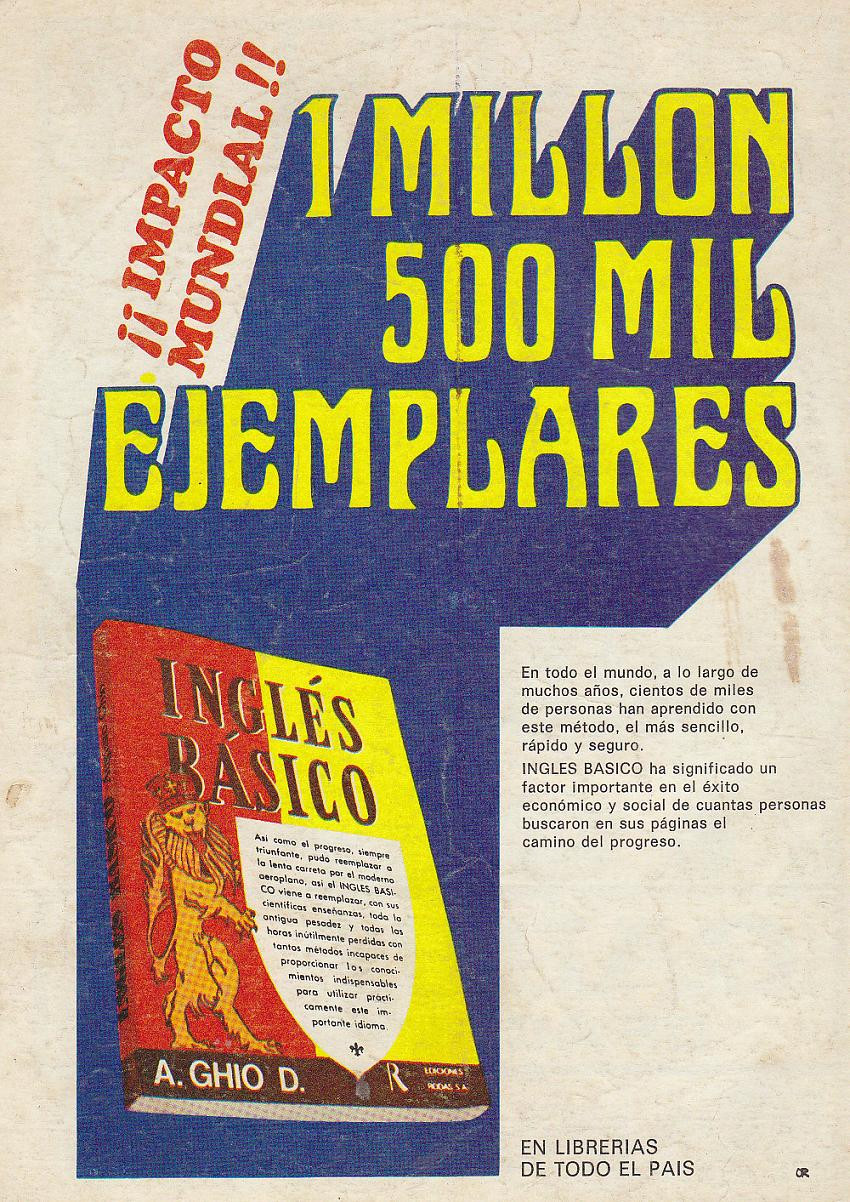 ¡¡IMPACTO
MUNDIAL!!
1 MILLON
500 MIL
EJEMPLARES
INGLÉS
BÁSICO
Así como el progreso, siempre
triunfante, pudo reemplazar a
la lenta carreta por el moderno
aeroplano, así el INGLES BASI-
CO viene a reemplazar, con sus
científicas enseñanzas, toda la
antigua pesadez y todas las
horas inútilmente perdidas con
tantos métodos incapaces de
proporcionar los conoci-
mientos indispensables
para utilizar prácti-
camente este im-
portante idioma.
A. GHIO D.
R
EDICIONES
RODAS S.A.
En todo el mundo, a lo largo de
muchos años, cientos de miles
de personas han aprendido con
este método, el más sencillo,
rápido y seguro.
INGLES BASICO ha significado un
factor importante en el éxito
económico y social de cuantas personas
buscaron en sus páginas el
camino del progreso.
EN LIBRERIAS
DE TODO EL PAIS